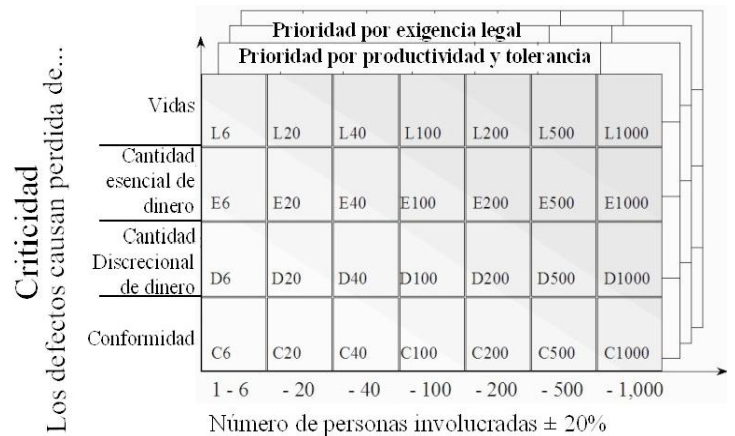 Prioridad por exigencia legal
Prioridad por productividad y tolerancia
Criticidad
Los defectos causan perdida de...
Vidas
L6 L20 L40 L100 L200 L500 L1000
Cantidad
esencial de
dinero
E6 E20 E40 E100 E200 E500 E1000
Cantidad
Discrecional
de dinero
D6 D20 D40 D100 D200 D500 D1000
Conformidad
C6 C20 C40 C100 C200 C500 C1000
1 - 6 - 20 - 40 - 100 - 200 - 500 - 1,000
Número de personas involucradas ± 20%